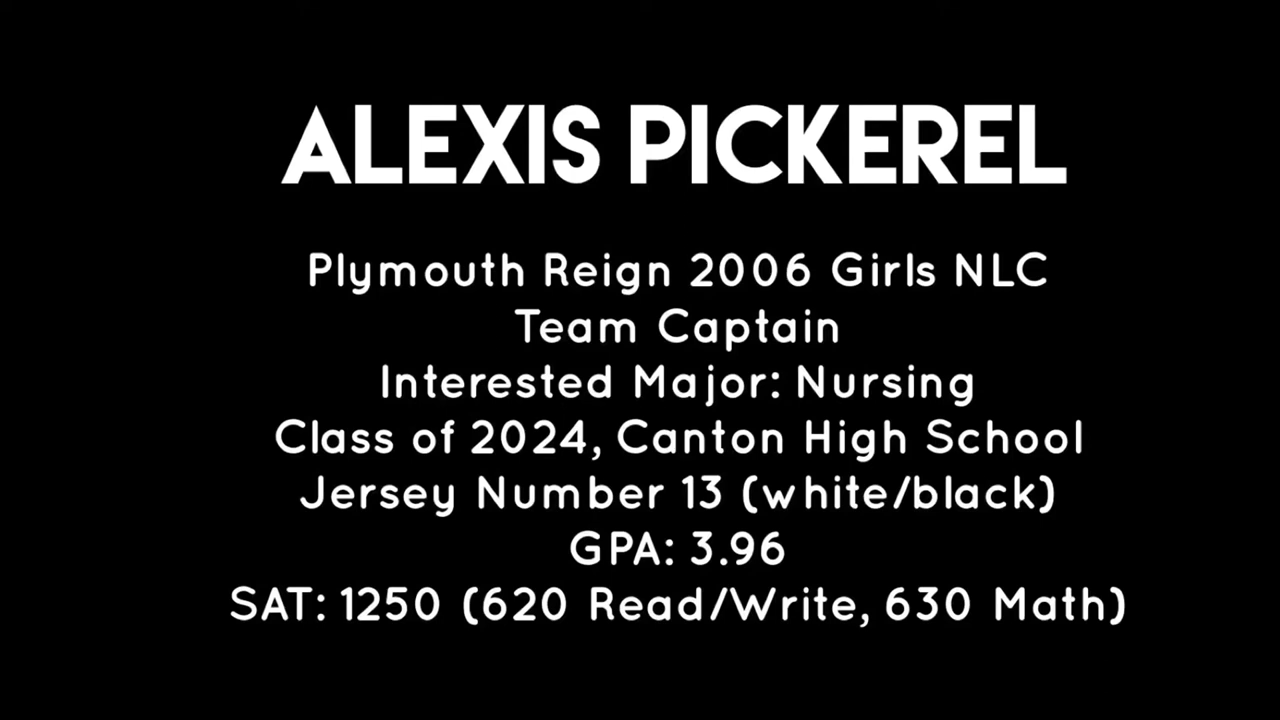 ALEXIS PICKEREL
Plymouth Reign 2006 Girls NLC
Team Captain
Interested Major: Nursing
Class of 2024, Canton High School
Jersey Number 13 (white/black)
GPA: 3.96
SAT: 1250 (620 Read/Write, 630 Math)